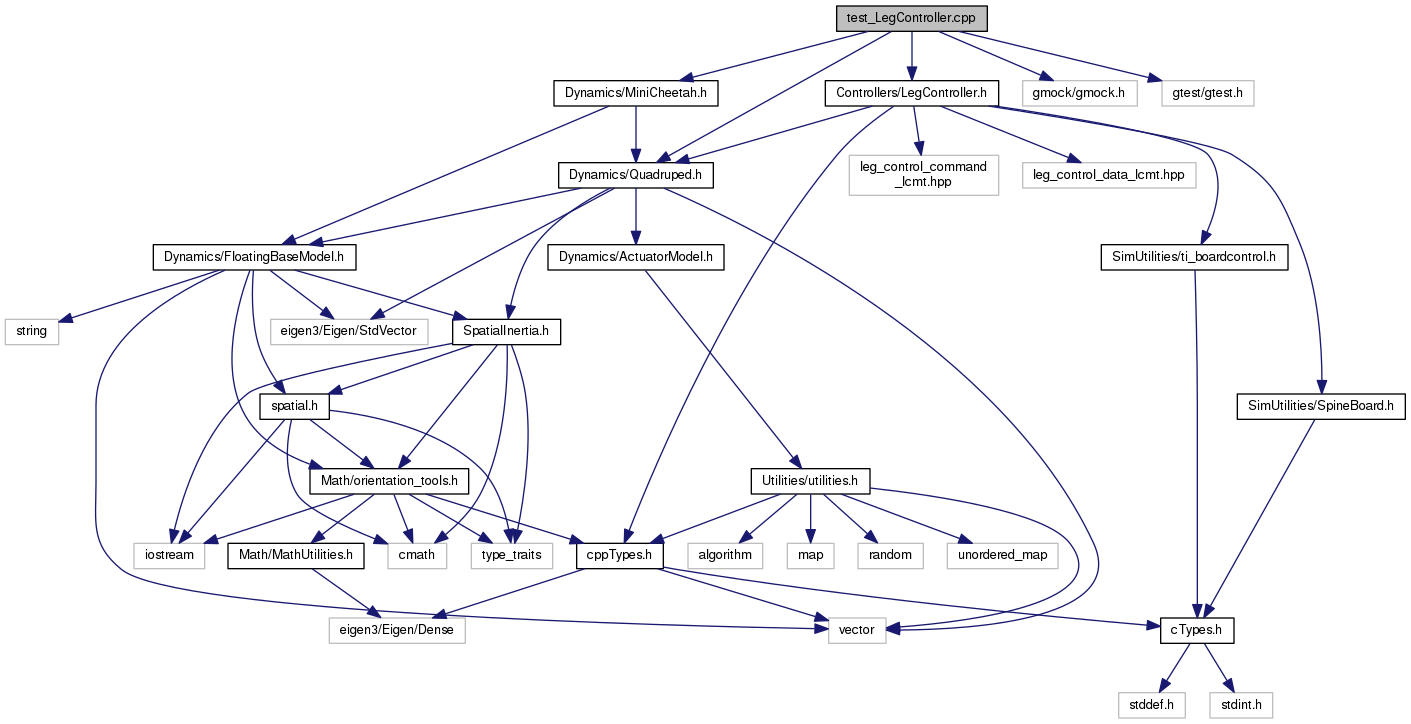 test_LegController.cpp
Dynamics/MiniCheetah.h
Controllers/LegController.h
gmock/gmock.h
gtest/gtest.h
Dynamics/Quadruped.h
leg_control_command
_lcmt.hpp
leg_control_data_lcmt.hpp
Dynamics/FloatingBaseModel.h
Dynamics/ActuatorModel.h
SimUtilities/ti_boardcontrol.h
string
eigen3/Eigen/StdVector
SpatialInertia.h
spatial.h
SimUtilities/SpineBoard.h
Math/orientation_tools.h
Utilities/utilities.h
iostream
Math/MathUtilities.h
cmath
type_traits
cppTypes.h
algorithm
map
random
unordered_map
eigen3/Eigen/Dense
vector
cTypes.h
stddef.h
stdint.h